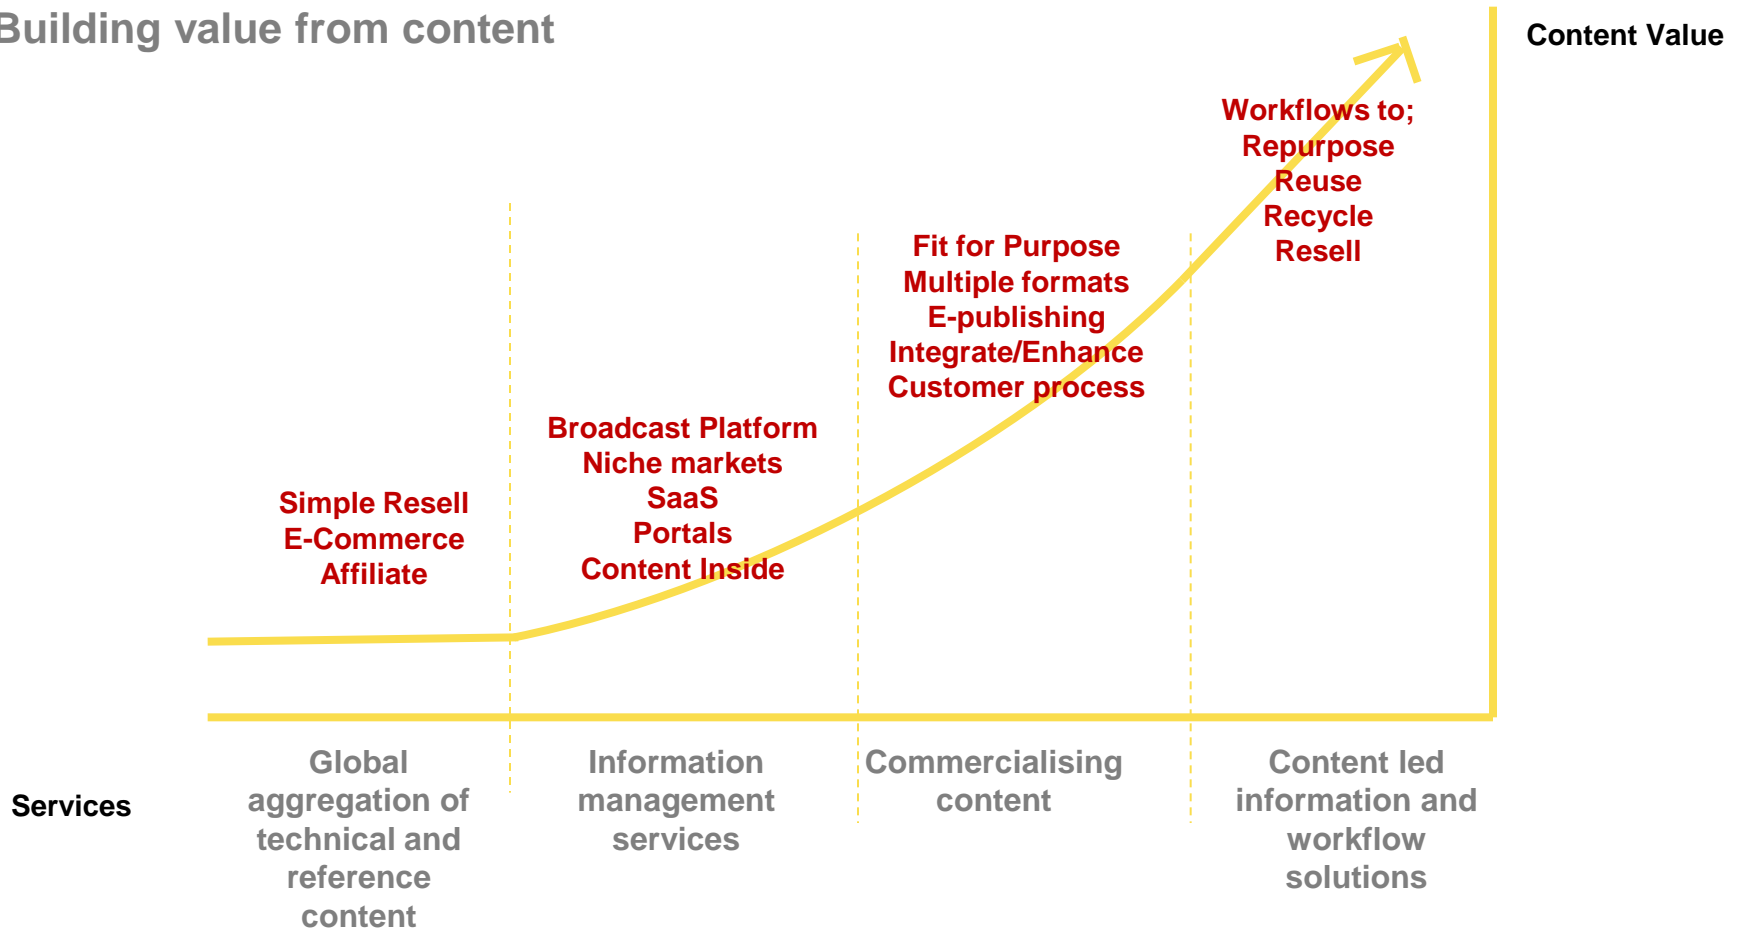 Building value from content
Content Value
Workflows to;
Repurpose
Reuse
Recycle
Resell
Fit for Purpose
Multiple formats
E-publishing
Integrate/Enhance
Customer process
Broadcast Platform
Niche markets
SaaS
Portals
Content Inside
Simple Resell
E-Commerce
Affiliate
Services
Global
aggregation of
technical and
reference
content
Information
management
services
Commercialising
content
Content led
information and
workflow
solutions